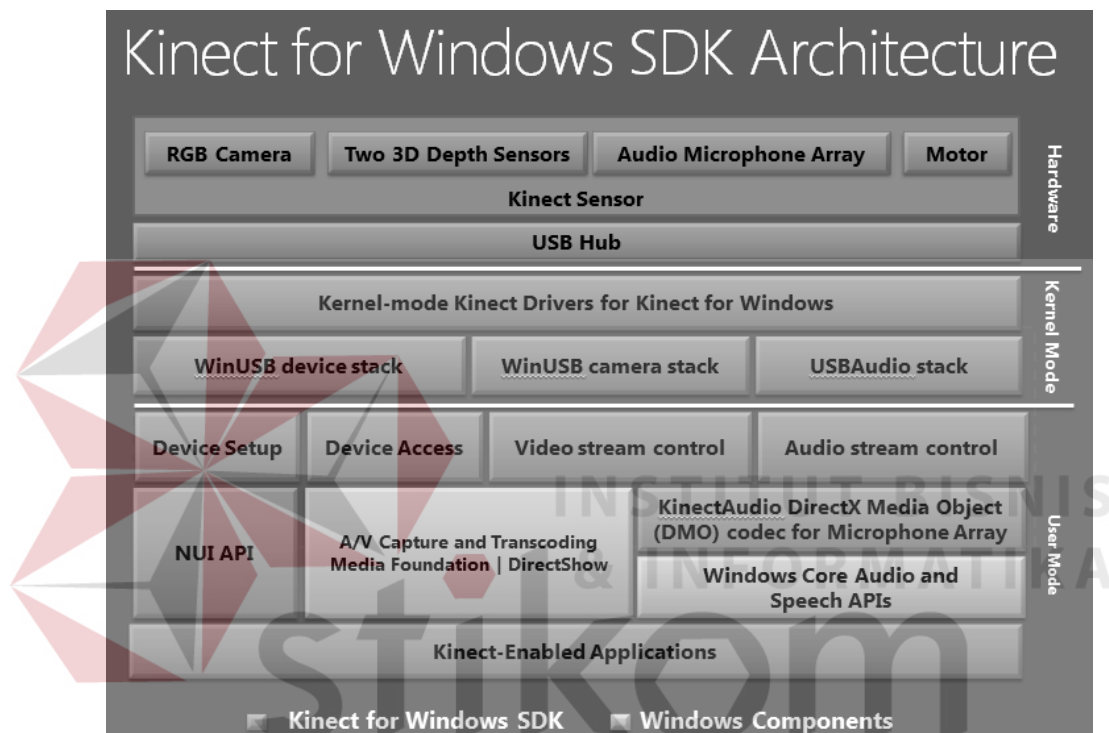 Kinect for Windows SDK Architecture
RGB Camera
Two 3D Depth Sensors
Audio Microphone Array
Motor
Kinect Sensor
USB Hub
Hardware
Kernel-mode Kinect Drivers for Kinect for Windows
WinUSB device stack
WinUSB camera stack
USBAudio stack
Kernel Mode
Device Setup
Device Access
Video stream control
Audio stream control
NUI API
A/V Capture and Transcoding
Media Foundation | DirectShow
KinectAudio DirectX Media Object
(DMO) codec for Microphone Array
Windows Core Audio and
Speech APIs
User Mode
Kinect-Enabled Applications
Kinect for Windows SDK
Windows Components
INSTITUT BISNIS
& INFORMATIKA
stikom